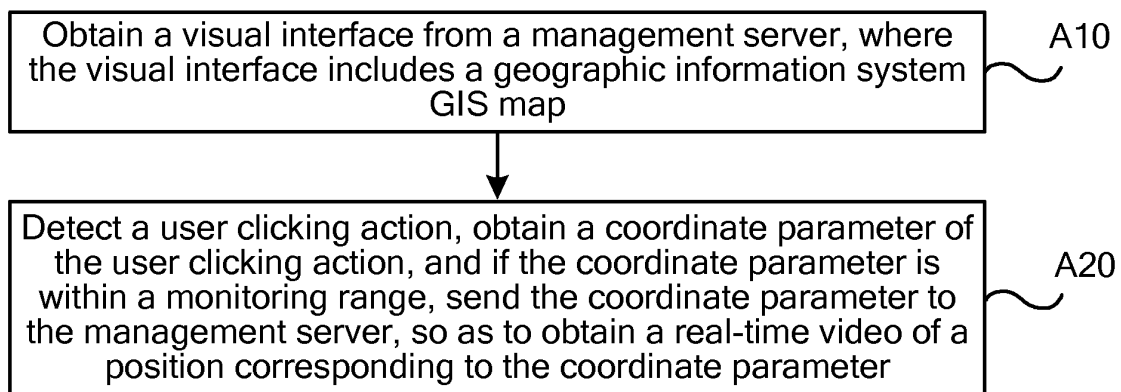 Obtain a visual interface from a management server, where
the visual interface includes a geographic information system
GIS map
A10
Detect a user clicking action, obtain a coordinate parameter of
the user clicking action, and if the coordinate parameter is
within a monitoring range, send the coordinate parameter to
the management server, so as to obtain a real-time video of a
position corresponding to the coordinate parameter
A20